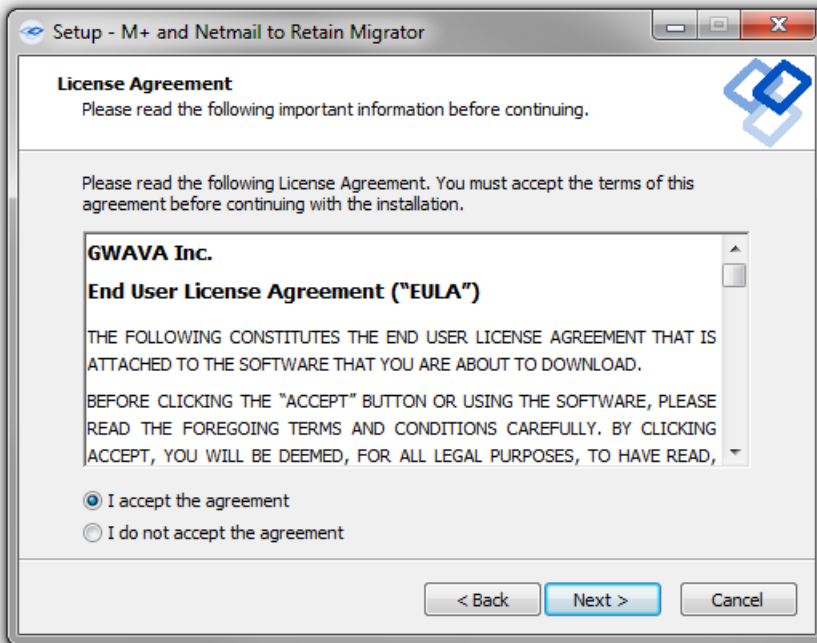 Setup - M+ and Netmail to Retain Migrator
License Agreement
Please read the following important information before continuing.
Please read the following License Agreement. You must accept the terms of this
agreement before continuing with the installation.
GWAVA Inc.
End User License Agreement (“EULA”)
THE FOLLOWING CONSTITUTES THE END USER LICENSE AGREEMENT THAT IS
ATTACHED TO THE SOFTWARE THAT YOU ARE ABOUT TO DOWNLOAD.
BEFORE CLICKING THE “ACCEPT” BUTTON OR USING THE SOFTWARE, PLEASE
READ THE FOREGOING TERMS AND CONDITIONS CAREFULLY. BY CLICKING
ACCEPT, YOU WILL BE DEEMED, FOR ALL LEGAL PURPOSES, TO HAVE READ,
I accept the agreement
I do not accept the agreement
< Back Next > Cancel